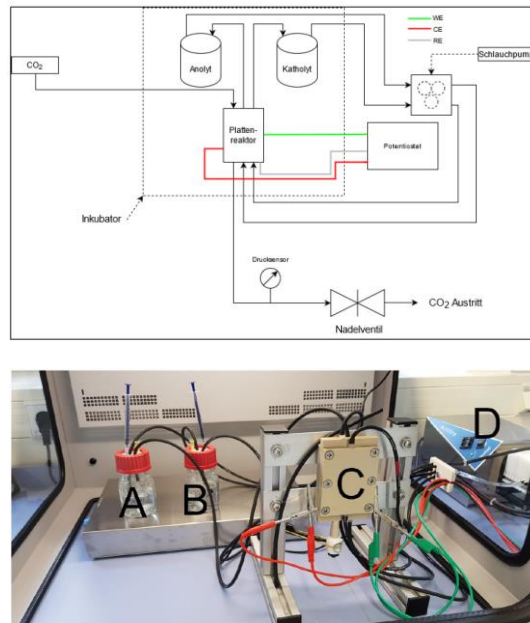 WE
CE
RE
Schlauchpum
CO₂
Anolyt
Katholyt
Platten-
reaktor
Potentiostat
Inkubator
Drucksensor
CO₂ Austritt
Nadelventil
A
B
C
D